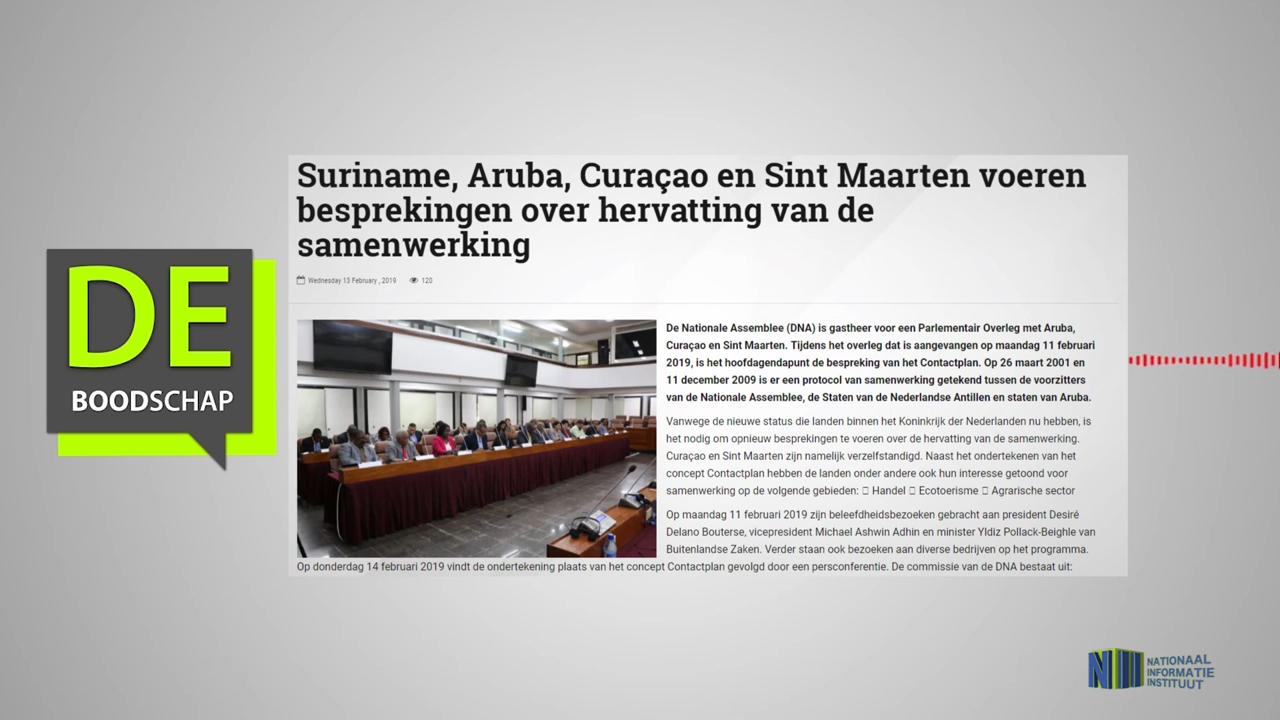 Suriname, Aruba, Curaçao en Sint Maarten voeren
besprekingen over hervatting van de
samenwerking
Wednesday 13 February , 2019 120
DE
BOODSCHAP
De Nationale Assemblee (DNA) is gastheer voor een Parlementair Overleg met Aruba,
Curaçao en Sint Maarten. Tijdens het overleg dat is aangevangen op maandag 11 februari
2019, is het hoofdagendapunt de bespreking van het Contactplan. Op 26 maart 2001 en
11 december 2009 is er een protocol van samenwerking getekend tussen de voorzitters
van de Nationale Assemblee, de Staten van de Nederlandse Antillen en staten van Aruba.
Vanwege de nieuwe status die landen binnen het Koninkrijk der Nederlanden nu hebben, is
het nodig om opnieuw besprekingen te voeren over de hervatting van de samenwerking.
Curaçao en Sint Maarten zijn namelijk verzelfstandigd. Naast het ondertekenen van het
concept Contactplan hebben de landen onder andere ook hun interesse getoond voor
samenwerking op de volgende gebieden: Handel Ecotoerisme Agrarische sector
Op maandag 11 februari 2019 zijn beleefdheidsbezoeken gebracht aan president Desiré
Delano Bouterse, vicepresident Michael Ashwin Adhin en minister Yldiz Pollack-Beighle van
Buitenlandse Zaken. Verder staan ook bezoeken aan diverse bedrijven op het programma.
Op donderdag 14 februari 2019 vindt de ondertekening plaats van het concept Contactplan gevolgd door een persconferentie. De commissie van de DNA bestaat uit:
NII
NATIONAAL
INFORMATIE
INSTITUUT